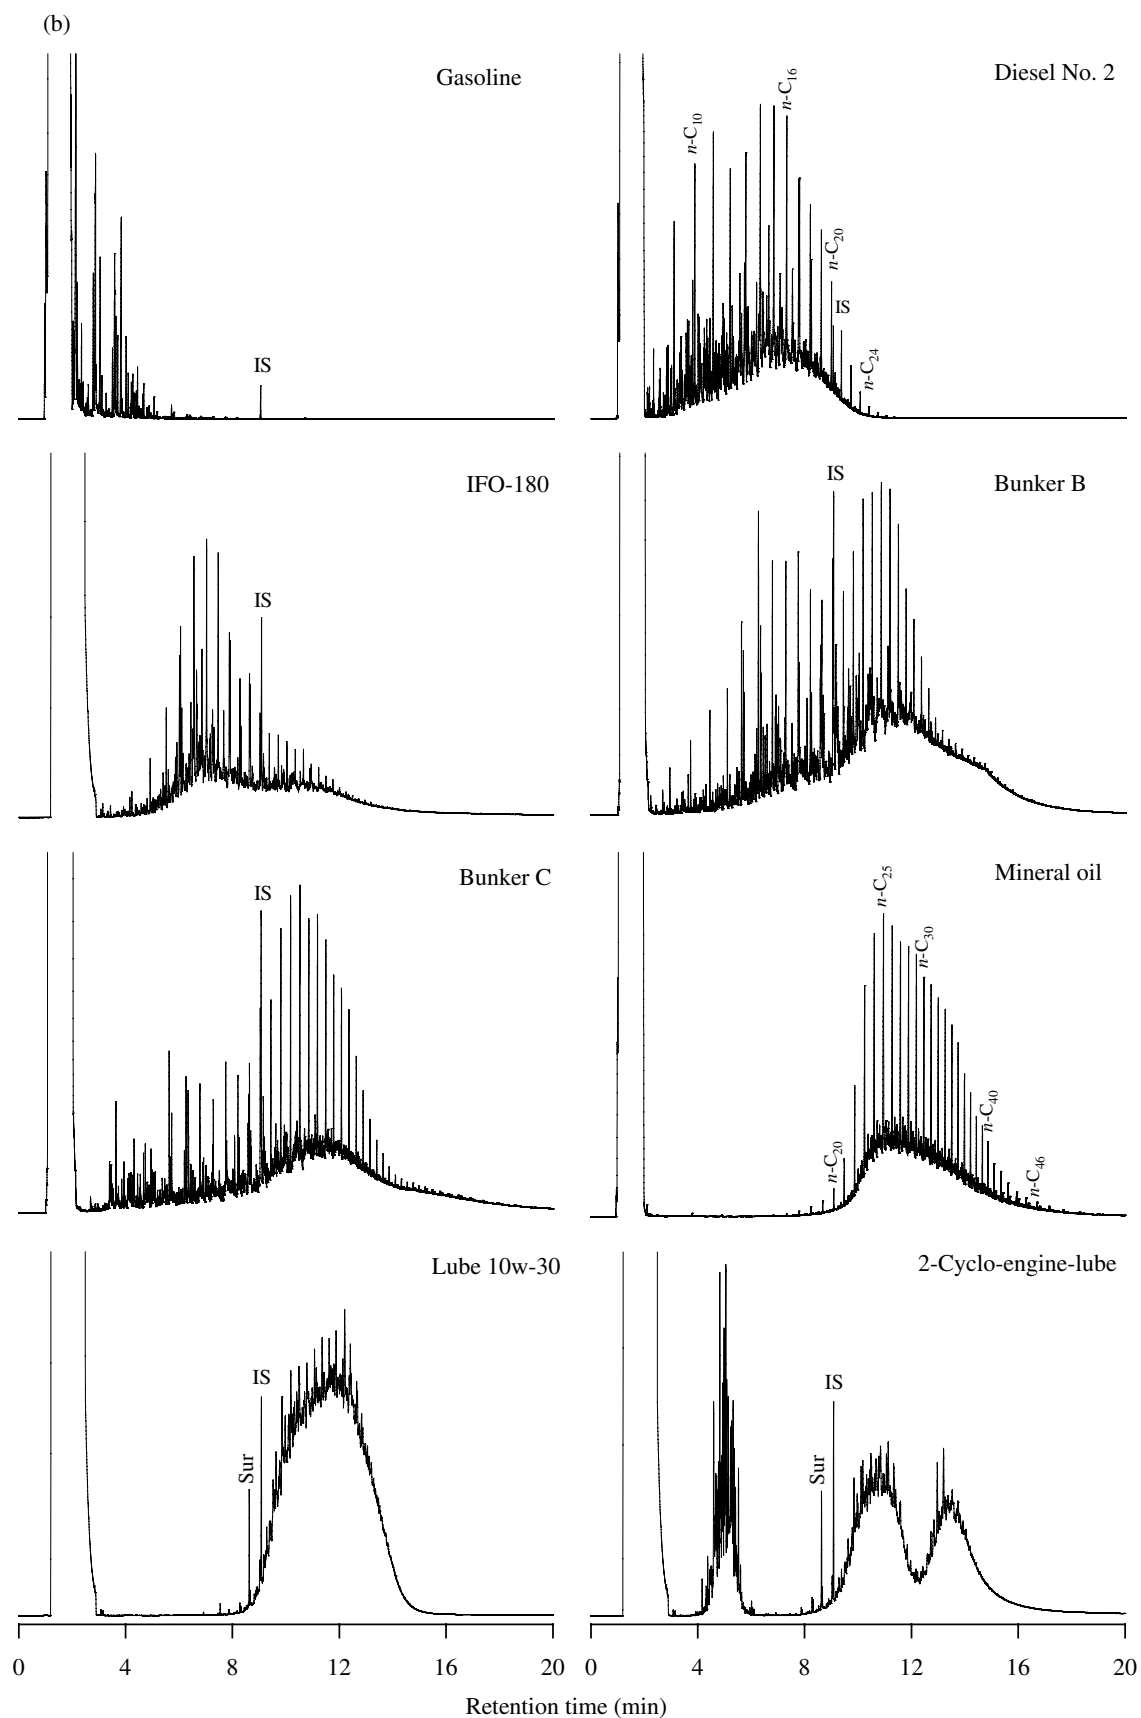 (b)
Gasoline
IS
Diesel No. 2
n-C10
n-C16
n-C20
IS
n-C24
IFO-180
IS
Bunker B
IS
Bunker C
IS
Mineral oil
n-C20
n-C25
n-C30
n-C40
n-C46
Lube 10w-30
Sur
IS
2-Cyclo-engine-lube
Sur
IS
0 4 8 12 16 20 0 4 8 12 16 20
Retention time (min)